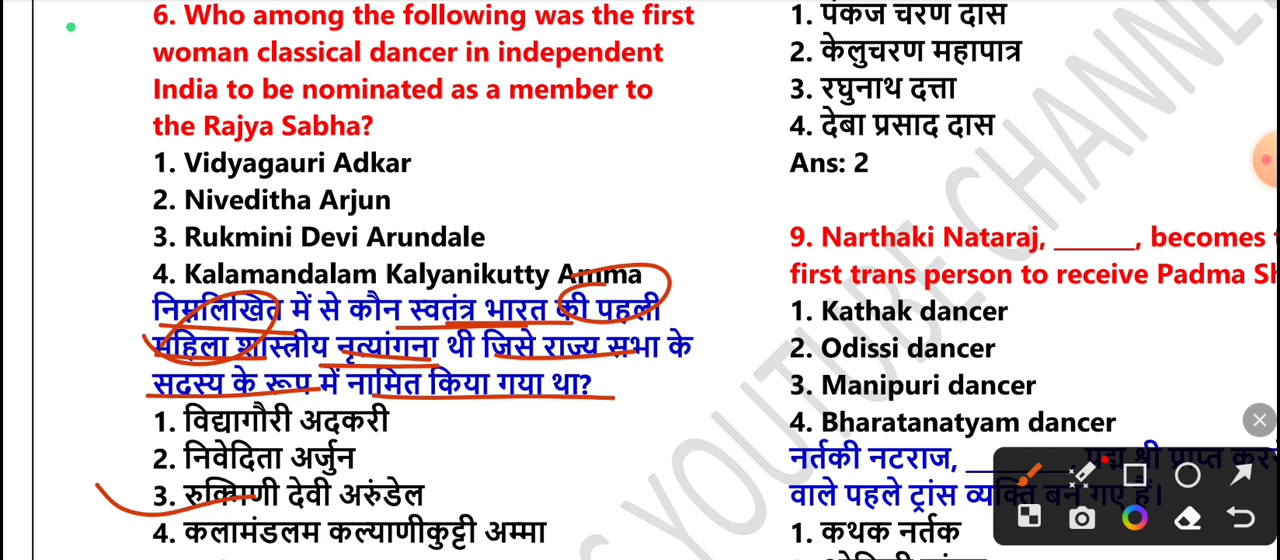 6. Who among the following was the first
woman classical dancer in independent
India to be nominated as a member to
the Rajya Sabha?
1. Vidyagauri Adkar
2. Niveditha Arjun
3. Rukmini Devi Arundale
4. Kalamandalam Kalyanikutty Amma
निम्नलिखित में से कौन स्वतंत्र भारत की पहली
महिला शास्त्रीय नृत्यांगना थी जिसे राज्य सभा के
सदस्य के रूप में नामित किया गया था?
1. विद्यागौरी अदकरी
2. निवेदिता अर्जुन
3. रुक्मिणी देवी अरुंडेल
4. कलामंडलम कल्याणीकुट्टी अम्मा
1. पंकज चरण दास
2. केलुचरण महापात्र
3. रघुनाथ दत्ता
4. देबा प्रसाद दास
Ans: 2
9. Narthaki Nataraj, ______, becomes
first trans person to receive Padma
1. Kathak dancer
2. Odissi dancer
3. Manipuri dancer
4. Bharatanatyam dancer
नर्तकी नटराज, ______, पद्म श्री प्राप्त
वाले पहले ट्रांस व्यक्ति बन गए हैं।
1. कथक नर्तक
YOUTUBE CHANNE